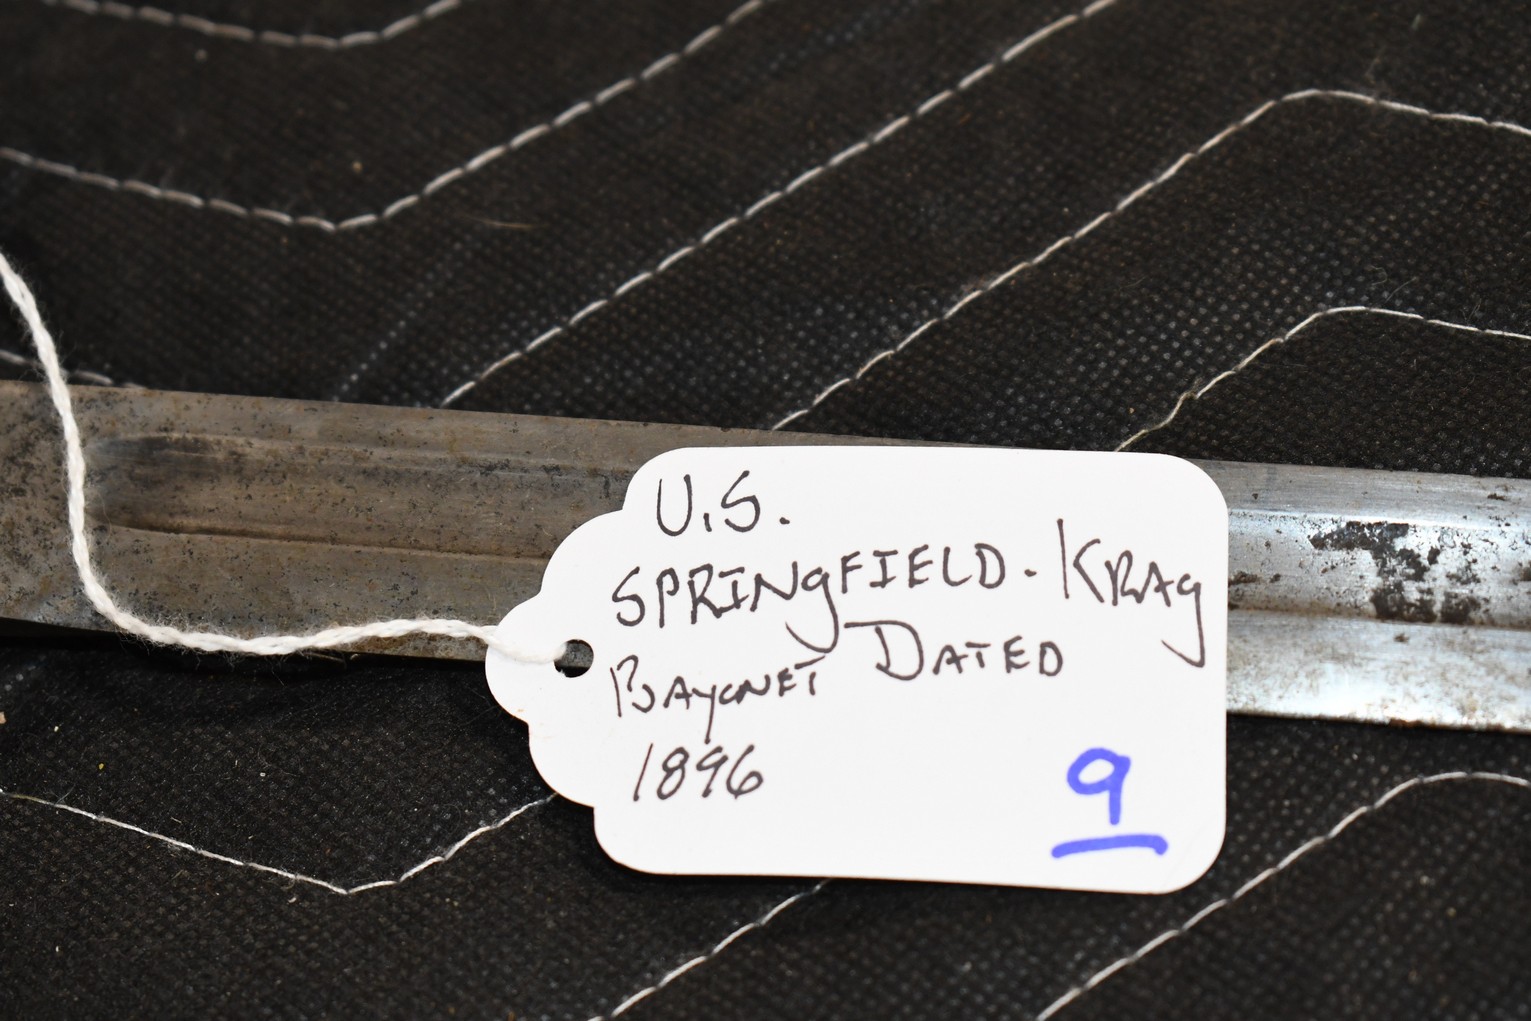 U.S.
SPRINGFIELD. KRAG
BAYONET DATED
1896
9